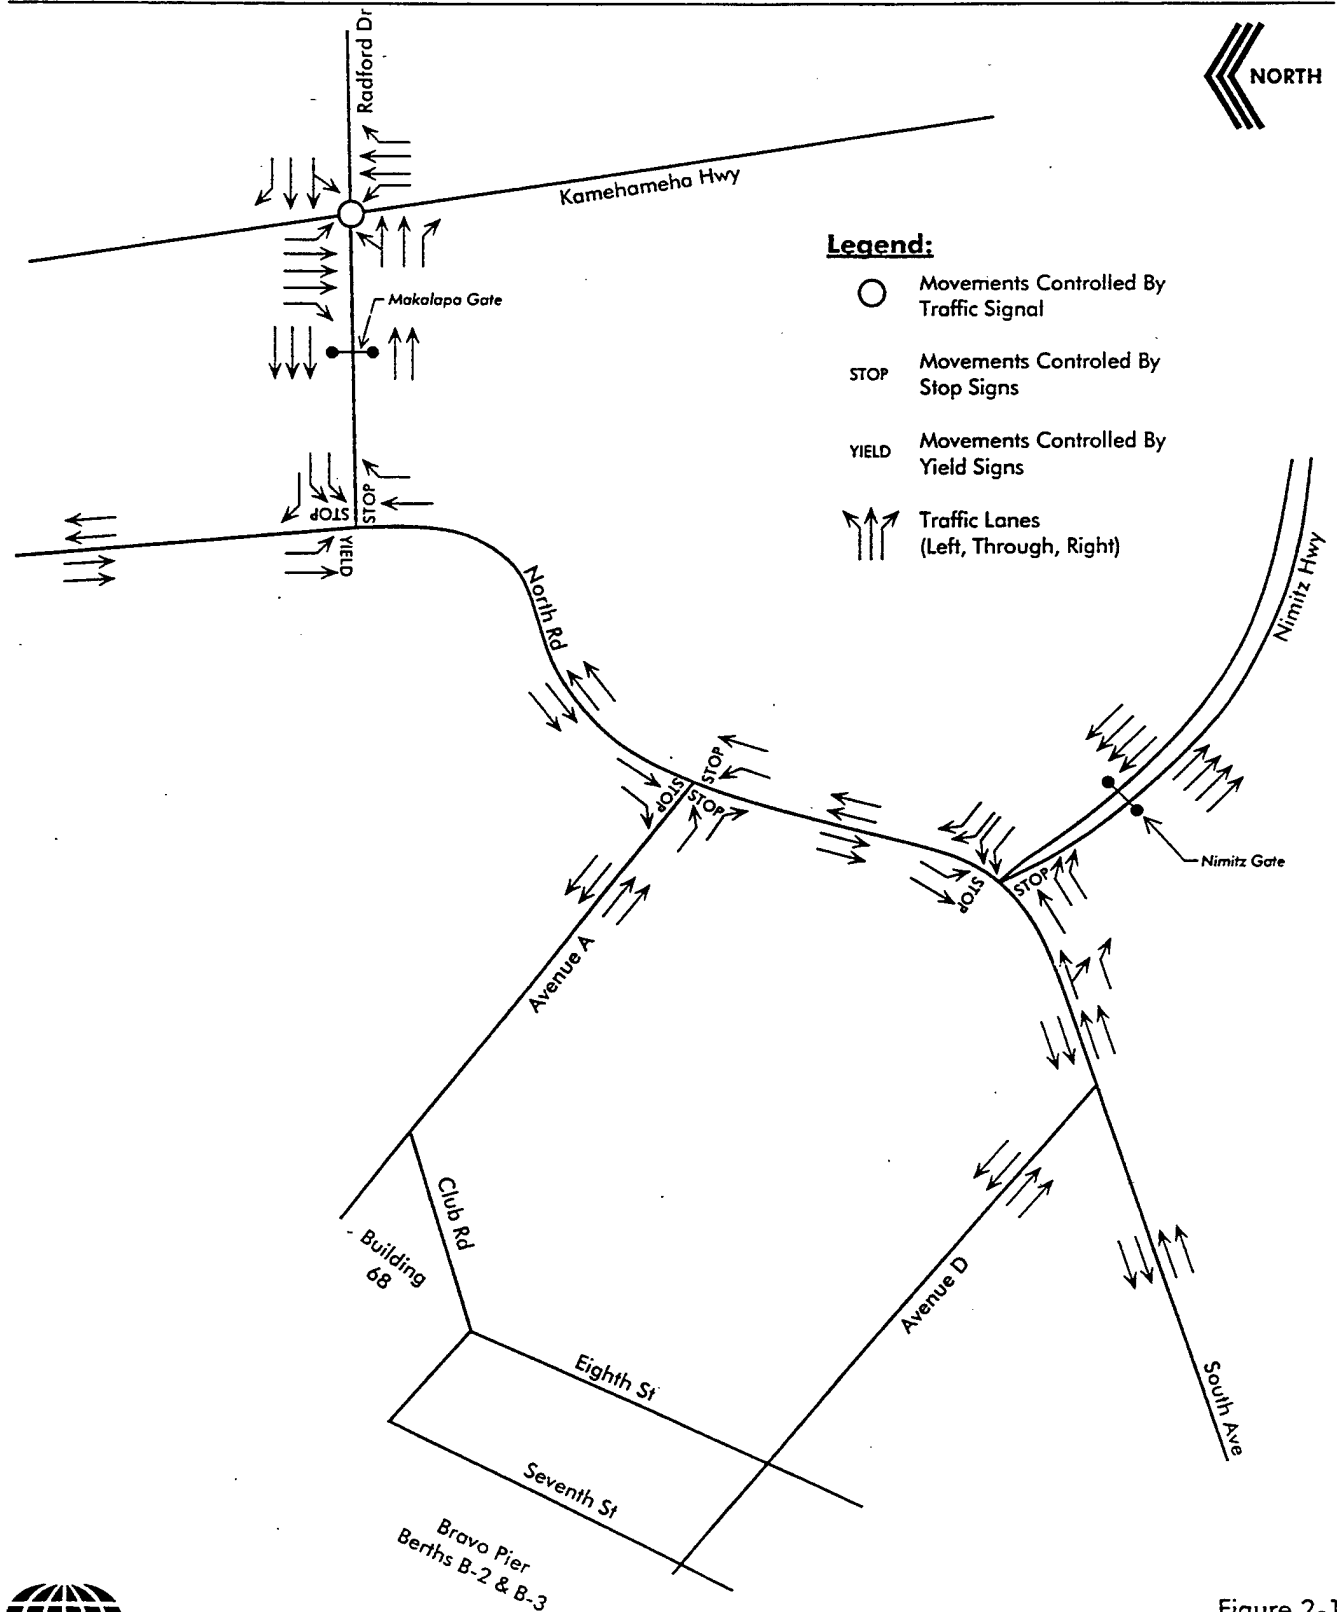 Radford Dr
NORTH
Kamehameha Hwy
Legend:
Movements Controlled By
Traffic Signal
Makalapa Gate
STOP
Movements Controled By
Stop Signs
YIELD
Movements Controlled By
Yield Signs
Traffic Lanes
(Left, Through, Right)
STOP
STOP
YIELD
North Rd
Nimitz Hwy
STOP
STOP
STOP
Nimitz Gate
STOP
STOP
Avenue A
Club Rd
Building
68
Avenue D
Eighth St
South Ave
Seventh St
Bravo Pier
Berths B-2 & B-3
Figure 2-1